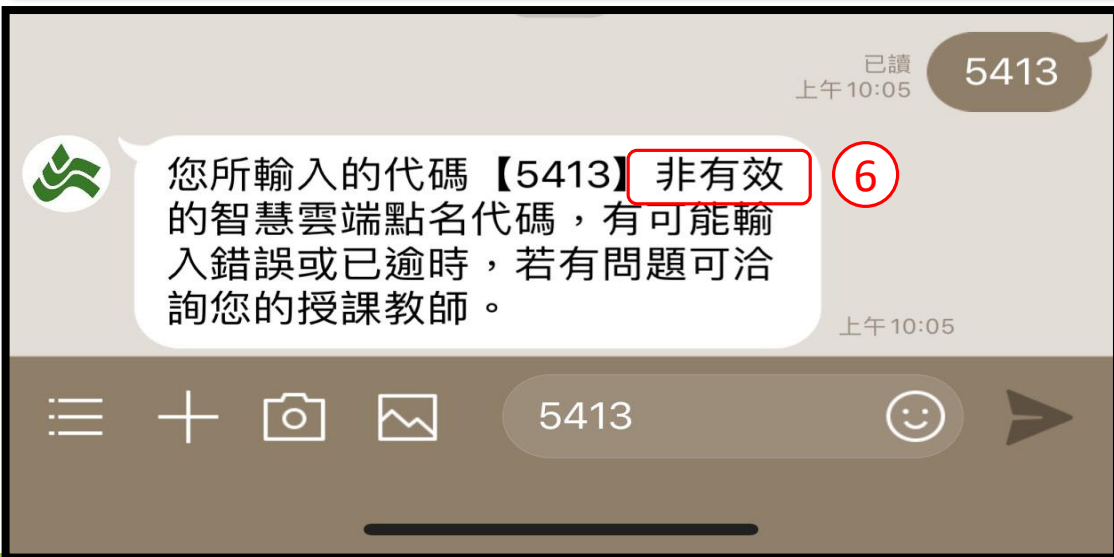 已讀
上午10:05
5413
您所輸入的代碼【5413】非有效
的智慧雲端點名代碼，有可能輸
入錯誤或已逾時，若有問題可洽
詢您的授課教師。
⑥
上午10:05
5413